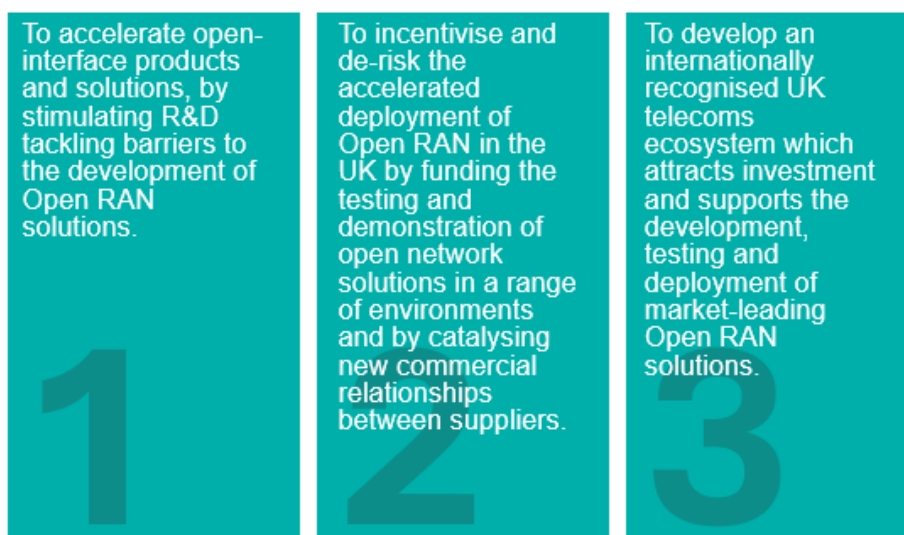 To accelerate open-
interface products
and solutions, by
stimulating R&D
tackling barriers to
the development of
Open RAN
solutions.
1
To incentivise and
de-risk the
accelerated
deployment of
Open RAN in the
UK by funding the
testing and
demonstration of
open network
solutions in a range
of environments
and by catalysing
new commercial
relationships
between suppliers.
2
To develop an
internationally
recognised UK
telecoms
ecosystem which
attracts investment
and supports the
development,
testing and
deployment of
market-leading
Open RAN
solutions.
3